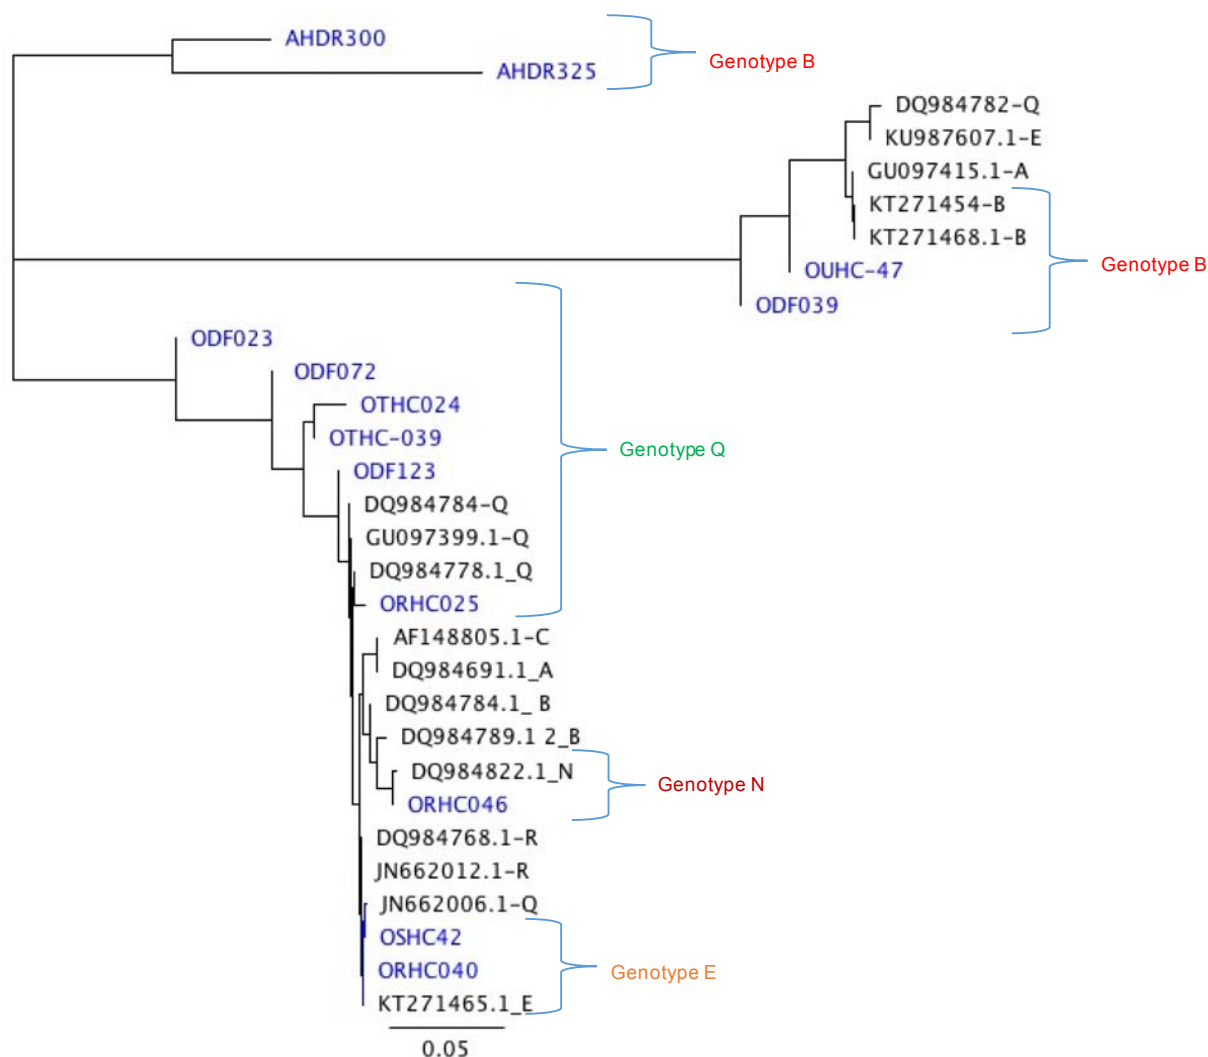 AHDR300
Genotype B
AHDR325
DQ984782-Q
KU987607.1-E
GU097415.1-A
KT271454-B
KT271468.1-B
Genotype B
OUHC-47
ODF039
ODF023
ODF072
OTHC024
OTHC-039
Genotype Q
ODF123
DQ984784-Q
GU097399.1-Q
DQ984778.1_Q
ORHC025
AF148805.1-C
DQ984691.1_A
DQ984784.1_ B
DQ984789.1 2_B
DQ984822.1_N
Genotype N
ORHC046
DQ984768.1-R
JN662012.1-R
JN662006.1-Q
OSHC42
ORHC040
Genotype E
KT271465.1_E
0.05